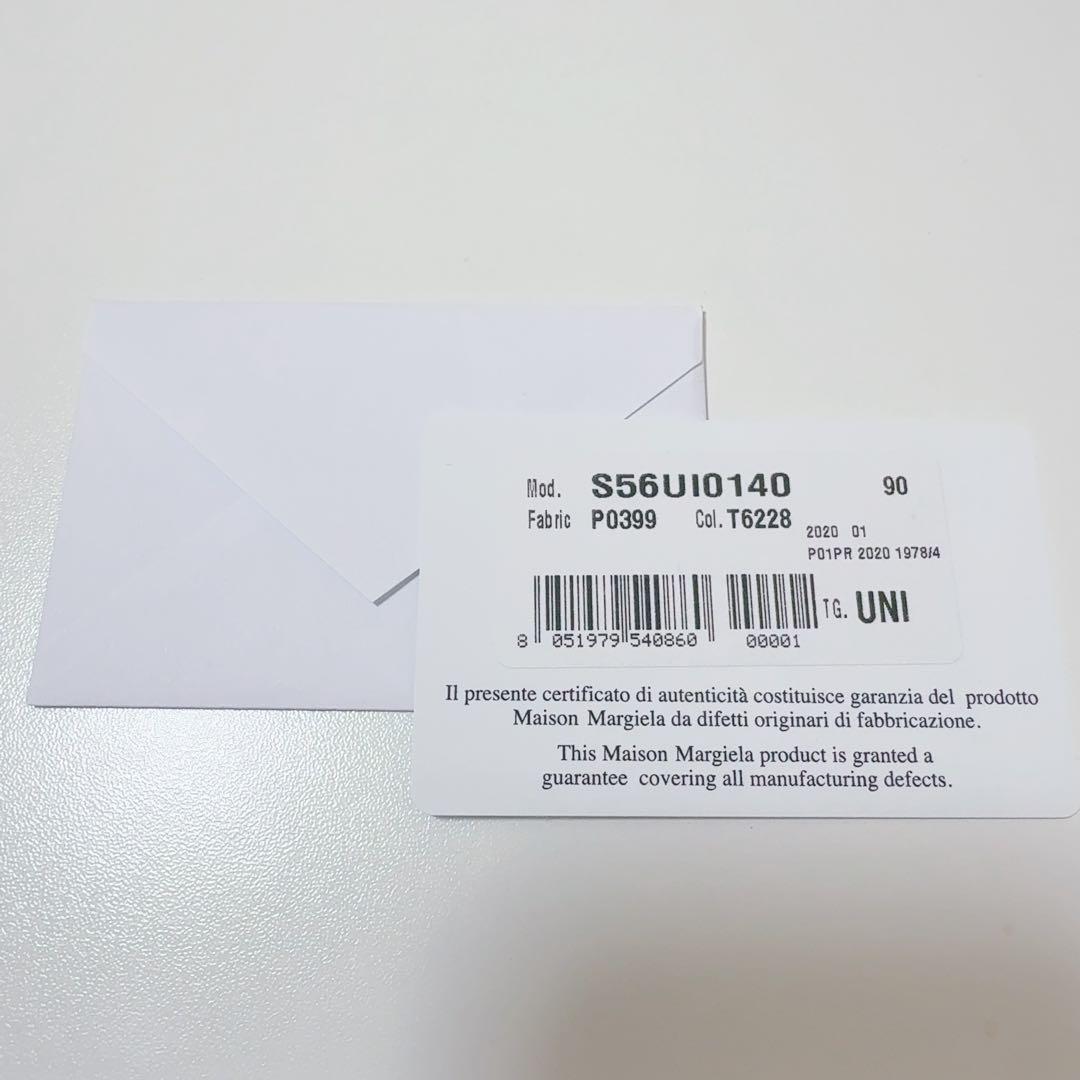 Mod. S56UI0140 90
Fabric P0399 Col. T6228
2020 01
P01PR 2020 1978/4
TG. UNI
8 051979 540860 00001
Il presente certificato di autenticità costituisce garanzia del prodotto
Maison Margiela da difetti originari di fabbricazione.
This Maison Margiela product is granted a
guarantee covering all manufacturing defects.